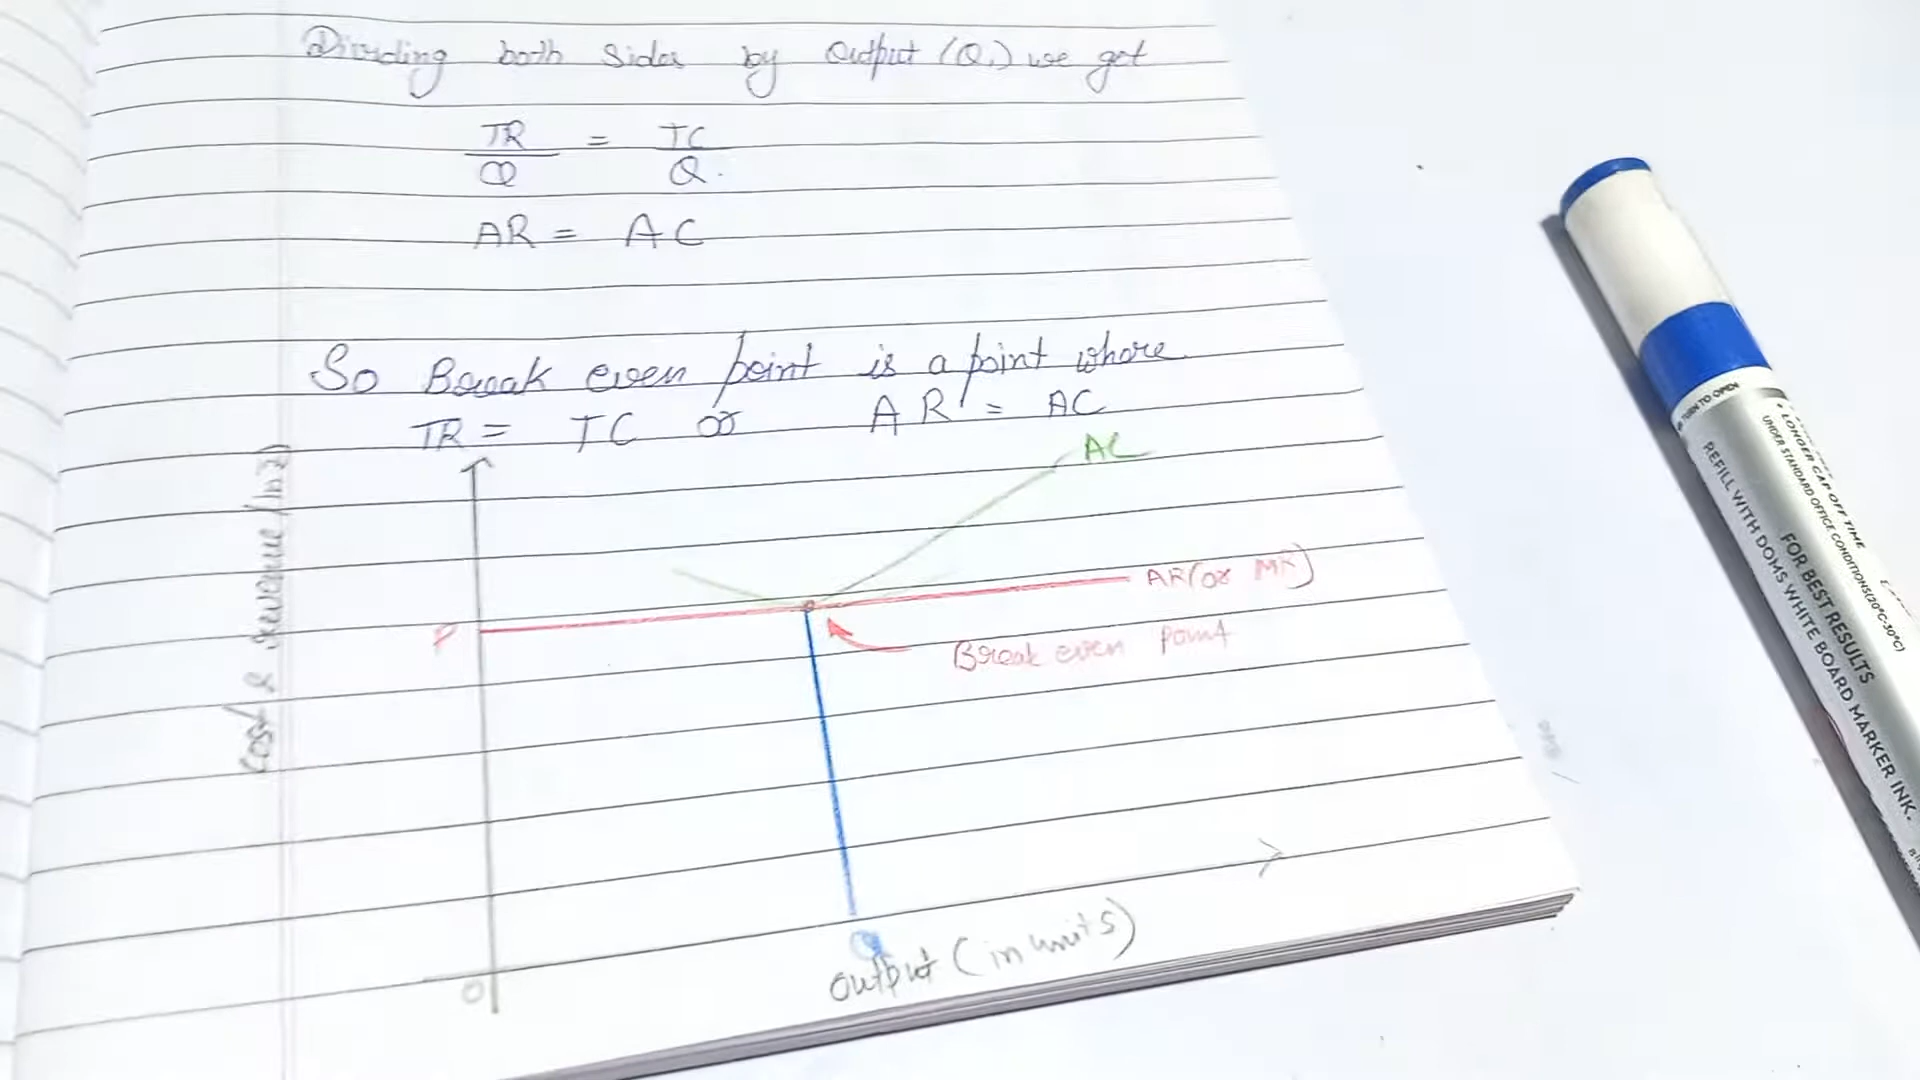 Dividing both sides by Output (Q) we get
TR = TC
Q Q.
AR = AC
So Break even point is a point where
TR = TC or AR = AC
AC
Cost & revenue (in ₹)
AR (or MR)
P
Break even point
Q
Output (in units)
O
TURN TO OPEN
LONGER CAP OFF TIME
UNDER STANDARD OFFICE CONDITIONS(20°C-30°C)
FOR BEST RESULTS
REFILL WITH DOMS WHITE BOARD MARKER INK.